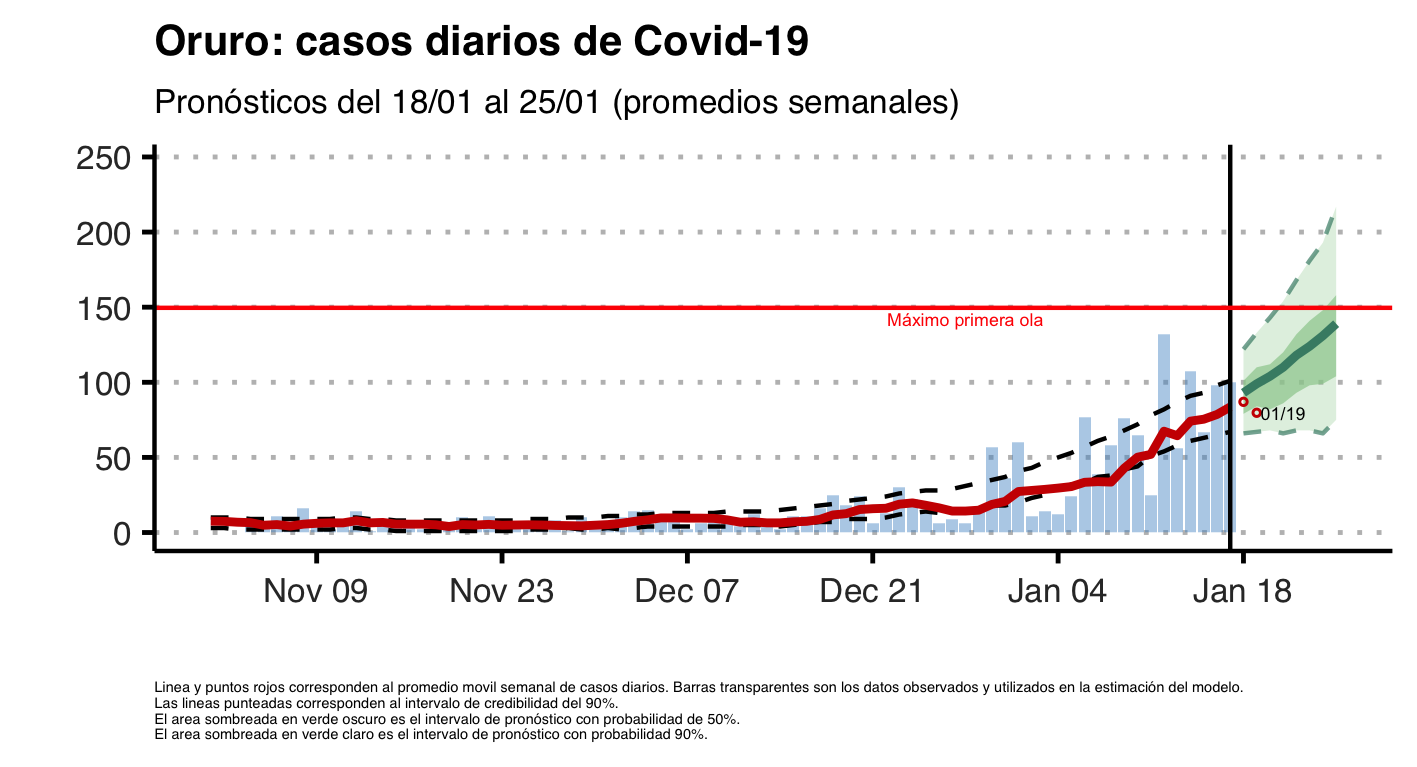 Oruro: casos diarios de Covid-19
Pronósticos del 18/01 al 25/01 (promedios semanales)
250
200
150
Máximo primera ola
100
01/19
50
0
Nov 09 Nov 23 Dec 07 Dec 21 Jan 04 Jan 18
Linea y puntos rojos corresponden al promedio movil semanal de casos diarios. Barras transparentes son los datos observados y utilizados en la estimación del modelo.
Las lineas punteadas corresponden al intervalo de credibilidad del 90%.
El area sombreada en verde oscuro es el intervalo de pronóstico con probabilidad de 50%.
El area sombreada en verde claro es el intervalo de pronóstico con probabilidad 90%.